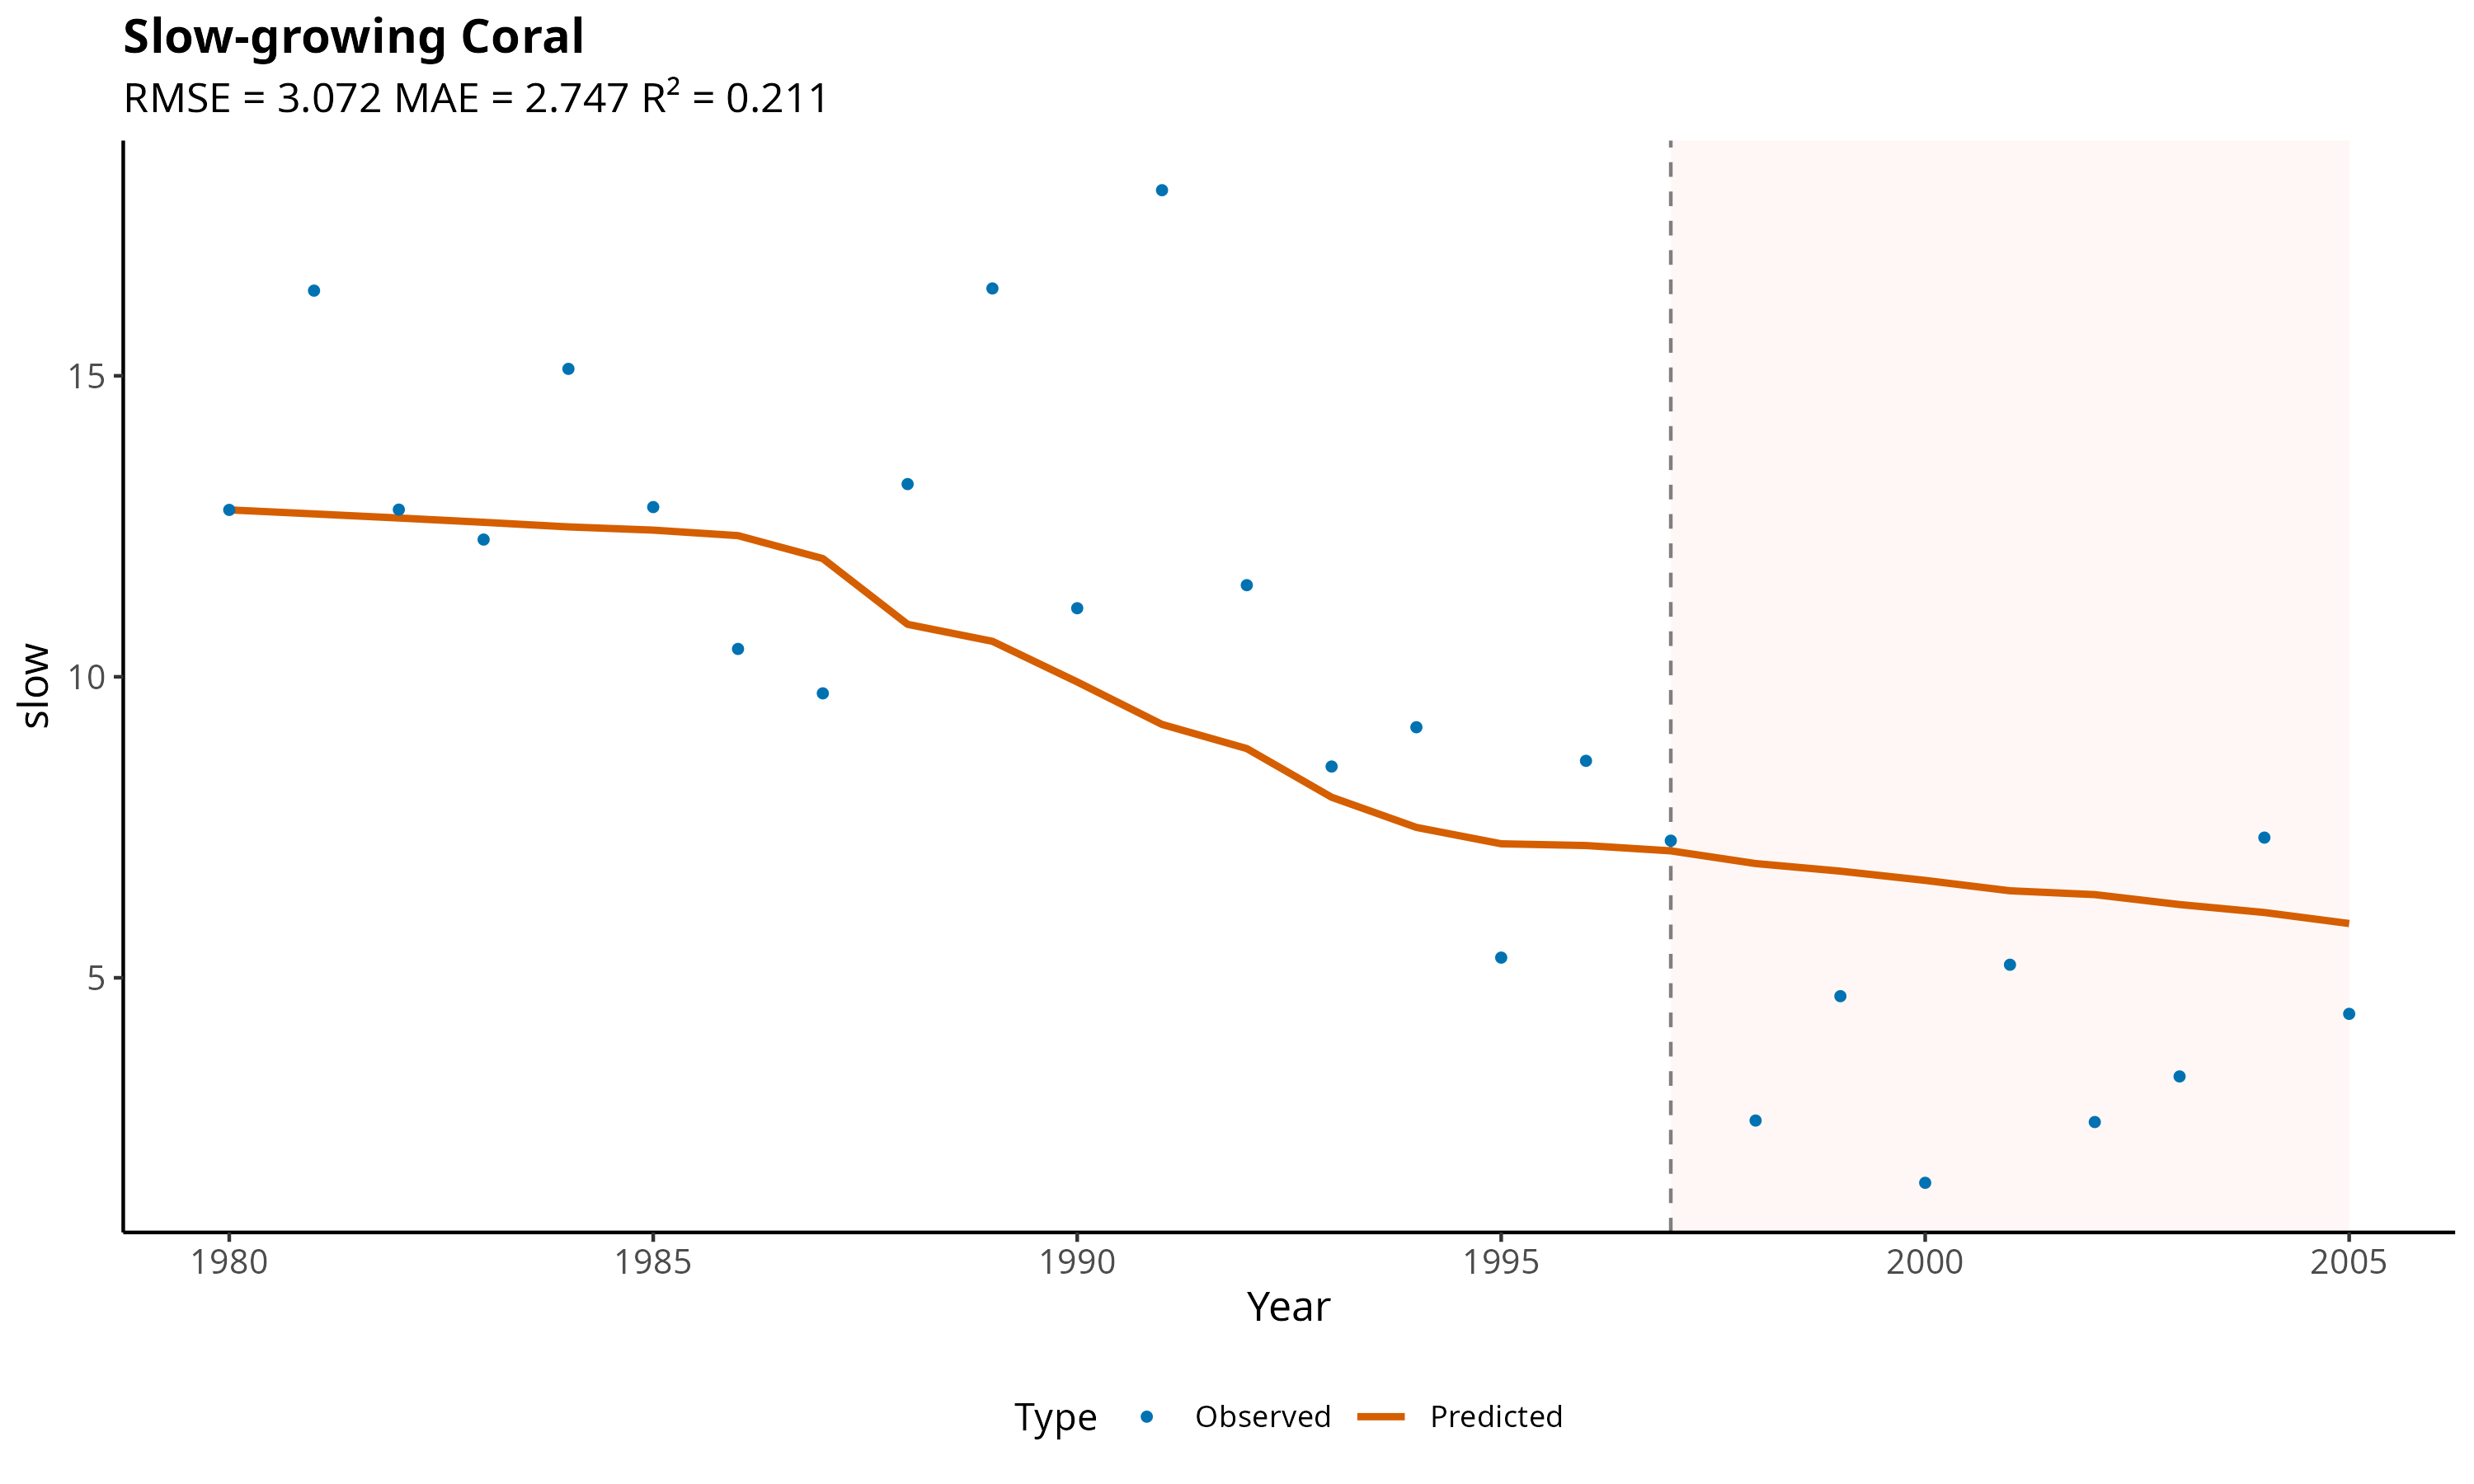 Slow-growing Coral
RMSE = 3.072 MAE = 2.747 R² = 0.211
slow
15
10
5
1980 1985 1990 1995 2000 2005
Year
Type Observed Predicted